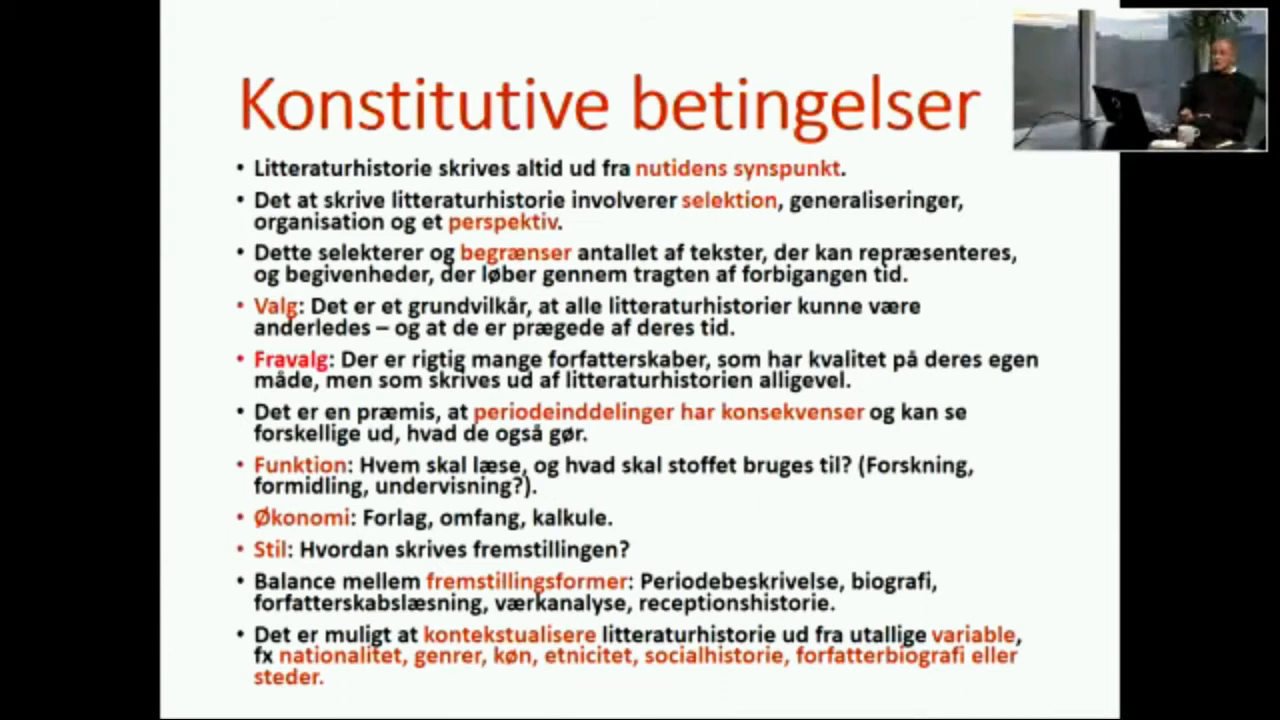 Konstitutive betingelser
• Litteraturhistorie skrives altid ud fra nutidens synspunkt.
• Det at skrive litteraturhistorie involverer selektion, generaliseringer,
organisation og et perspektiv.
• Dette selekterer og begrænser antallet af tekster, der kan repræsenteres,
og begivenheder, der løber gennem tragten af forbigangen tid.
• Valg: Det er et grundvilkår, at alle litteraturhistorier kunne være
anderledes – og at de er prægede af deres tid.
• Fravalg: Der er rigtig mange forfatterskaber, som har kvalitet på deres egen
måde, men som skrives ud af litteraturhistorien alligevel.
• Det er en præmis, at periodeinddelinger har konsekvenser og kan se
forskellige ud, hvad de også gør.
• Funktion: Hvem skal læse, og hvad skal stoffet bruges til? (Forskning,
formidling, undervisning?).
• Økonomi: Forlag, omfang, kalkule.
• Stil: Hvordan skrives fremstillingen?
• Balance mellem fremstillingsformer: Periodebeskrivelse, biografi,
forfatterskabslæsning, værkanalyse, receptionshistorie.
• Det er muligt at kontekstualisere litteraturhistorie ud fra utallige variable,
fx nationalitet, genrer, køn, etnicitet, socialhistorie, forfatterbiografi eller
steder.